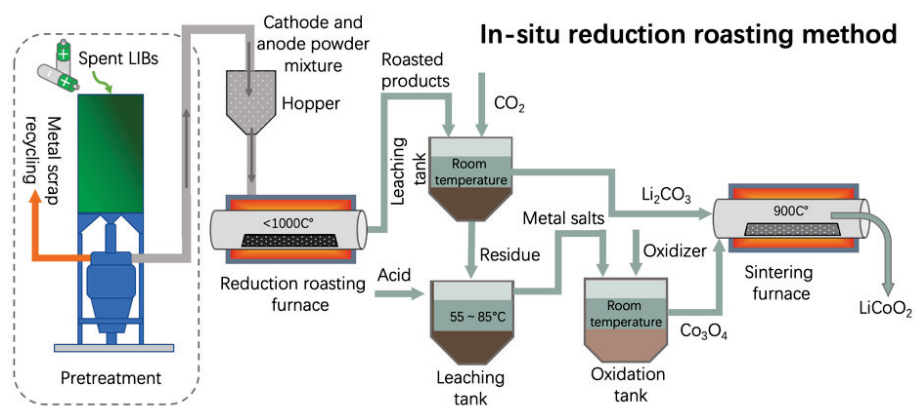 In-situ reduction roasting method
Cathode and
anode powder
mixture
Spent LIBs
Roasted
products
Hopper
CO₂
Metal scrap
recycling
Leaching
tank
Room
temperature
<1000C°
Li₂CO₃
900C°
Metal salts
Residue
Oxidizer
Reduction roasting
furnace
Acid
Sintering
furnace
55 ~ 85°C
Room
temperature
LiCoO₂
Co₃O₄
Pretreatment
Leaching
tank
Oxidation
tank